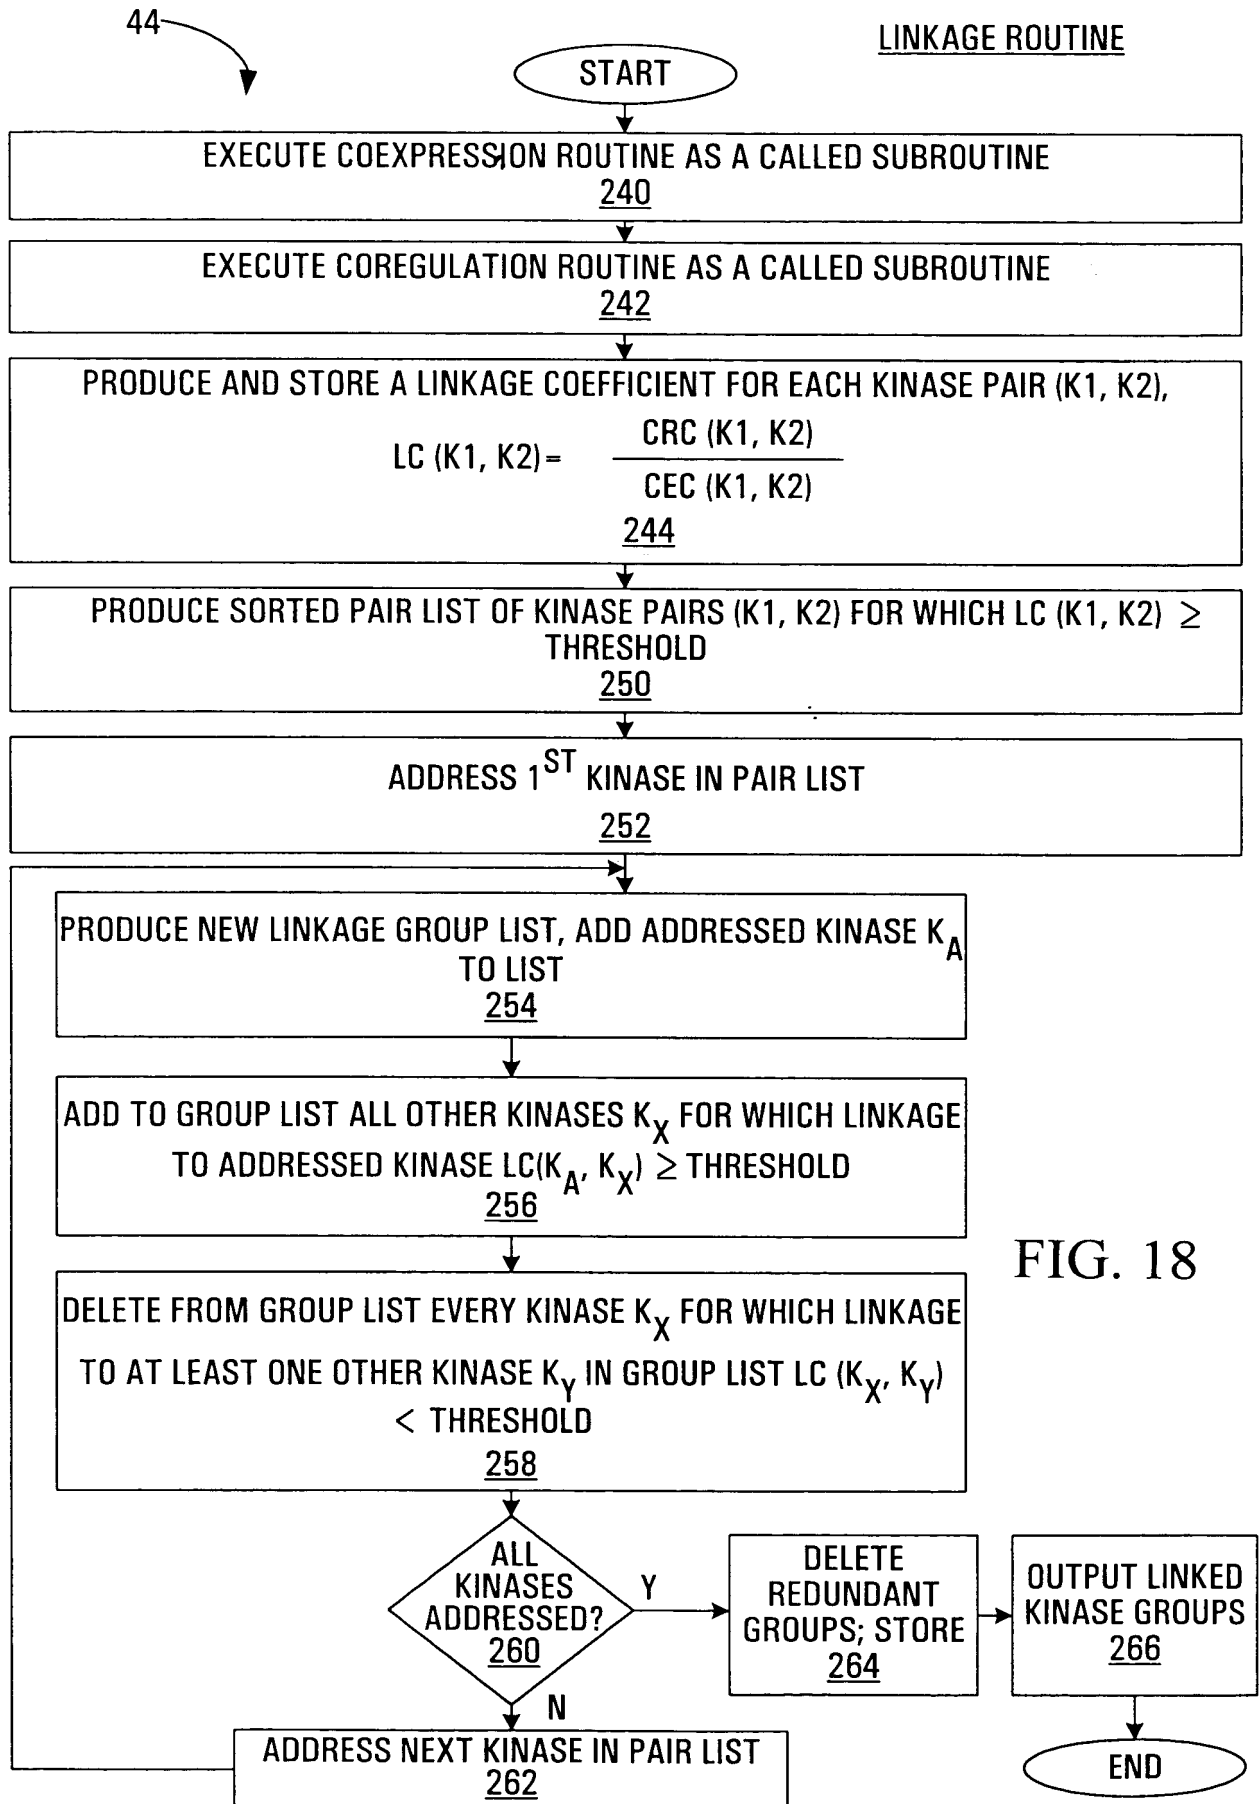 44
LINKAGE ROUTINE
START
EXECUTE COEXPRESSION ROUTINE AS A CALLED SUBROUTINE
240
EXECUTE COREGULATION ROUTINE AS A CALLED SUBROUTINE
242
PRODUCE AND STORE A LINKAGE COEFFICIENT FOR EACH KINASE PAIR (K1, K2),
LC (K1, K2) = CRC (K1, K2)
CEC (K1, K2)
244
PRODUCE SORTED PAIR LIST OF KINASE PAIRS (K1, K2) FOR WHICH LC (K1, K2) ≥
THRESHOLD
250
ADDRESS 1ST KINASE IN PAIR LIST
252
PRODUCE NEW LINKAGE GROUP LIST, ADD ADDRESSED KINASE KA
TO LIST
254
ADD TO GROUP LIST ALL OTHER KINASES KX FOR WHICH LINKAGE
TO ADDRESSED KINASE LC(KA, KX) ≥ THRESHOLD
256
FIG. 18
DELETE FROM GROUP LIST EVERY KINASE KX FOR WHICH LINKAGE
TO AT LEAST ONE OTHER KINASE KY IN GROUP LIST LC (KX, KY)
< THRESHOLD
258
ALL
KINASES
ADDRESSED?
260
Y
N
DELETE
REDUNDANT
GROUPS; STORE
264
OUTPUT LINKED
KINASE GROUPS
266
ADDRESS NEXT KINASE IN PAIR LIST
262
END